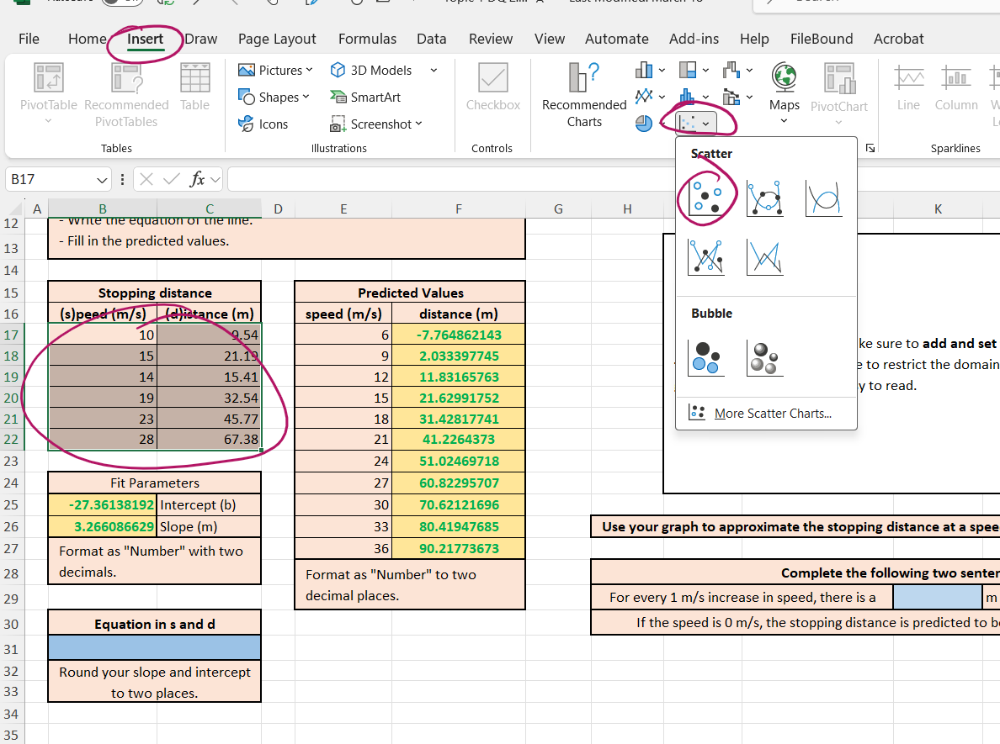 File Home Insert Draw Page Layout Formulas Data Review View Automate Add-ins Help FileBound Acrobat
PivotTable Recommended PivotTables Table
Tables
Pictures 3D Models
Shapes SmartArt
Icons Screenshot
Illustrations
Checkbox
Controls
Recommended Charts
Maps PivotChart
Line Column
Sparklines
B17 fx
Scatter
Bubble
More Scatter Charts...
A B C D E F G H K
12 - Write the equation of the line.
13 - Fill in the predicted values.
14
15 Stopping distance Predicted Values
16 (s)peed (m/s) (d)istance (m) speed (m/s) distance (m)
17 10 9.54 6 -7.764862143
18 15 21.19 9 2.033397745
19 14 15.41 12 11.83165763
20 19 32.54 15 21.62991752
21 23 45.77 18 31.42817741
22 28 67.38 21 41.2264373
23 24 51.02469718
24 Fit Parameters 27 60.82295707
25 -27.36138192 Intercept (b) 30 70.62121696
26 3.266086629 Slope (m) 33 80.41947685
27 36 90.21773673
Format as "Number" with two
decimals.
28 Format as "Number" to two
29 decimal places.
30 Equation in s and d
31
32 Round your slope and intercept
33 to two places.
34
35
ke sure to add and set
e to restrict the domain
y to read.
Use your graph to approximate the stopping distance at a spee
Complete the following two senter
For every 1 m/s increase in speed, there is a m
If the speed is 0 m/s, the stopping distance is predicted to be